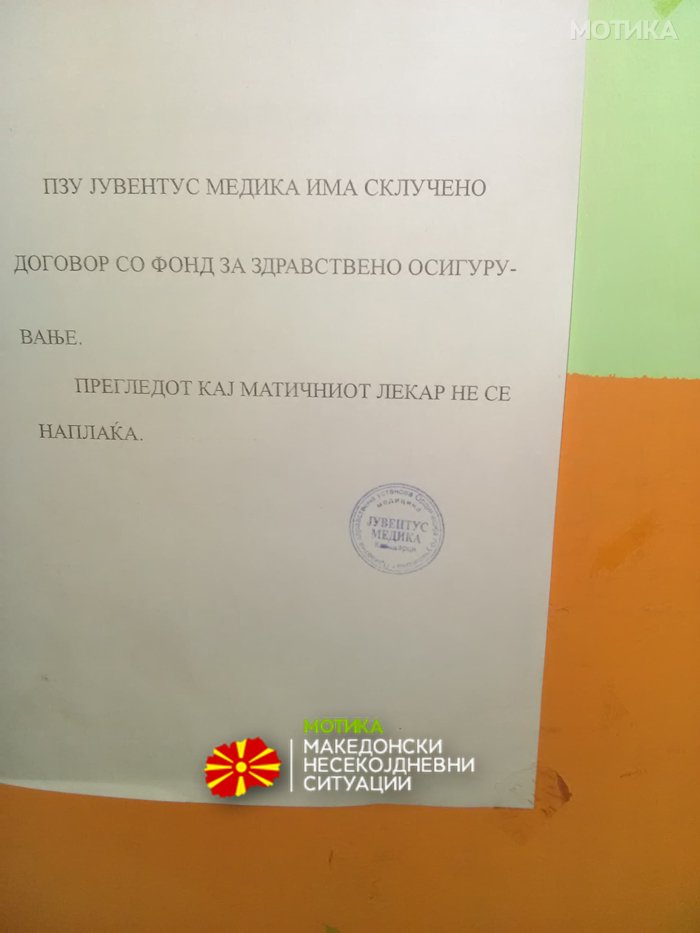 МОТИКА
ПЗУ ЈУВЕНТУС МЕДИКА ИМА СКЛУЧЕНО
ДОГОВОР СО ФОНД ЗА ЗДРАВСТВЕНО ОСИГУРУ-
ВАЊЕ.
ПРЕГЛЕДОТ КАЈ МАТИЧНИОТ ЛЕКАР НЕ СЕ
НАПЛАЌА.
медицина
ЈУВЕНТУС
МЕДИКА
МОТИКА
МАКЕДОНСКИ
НЕСЕКОЈДНЕВНИ
СИТУАЦИИ